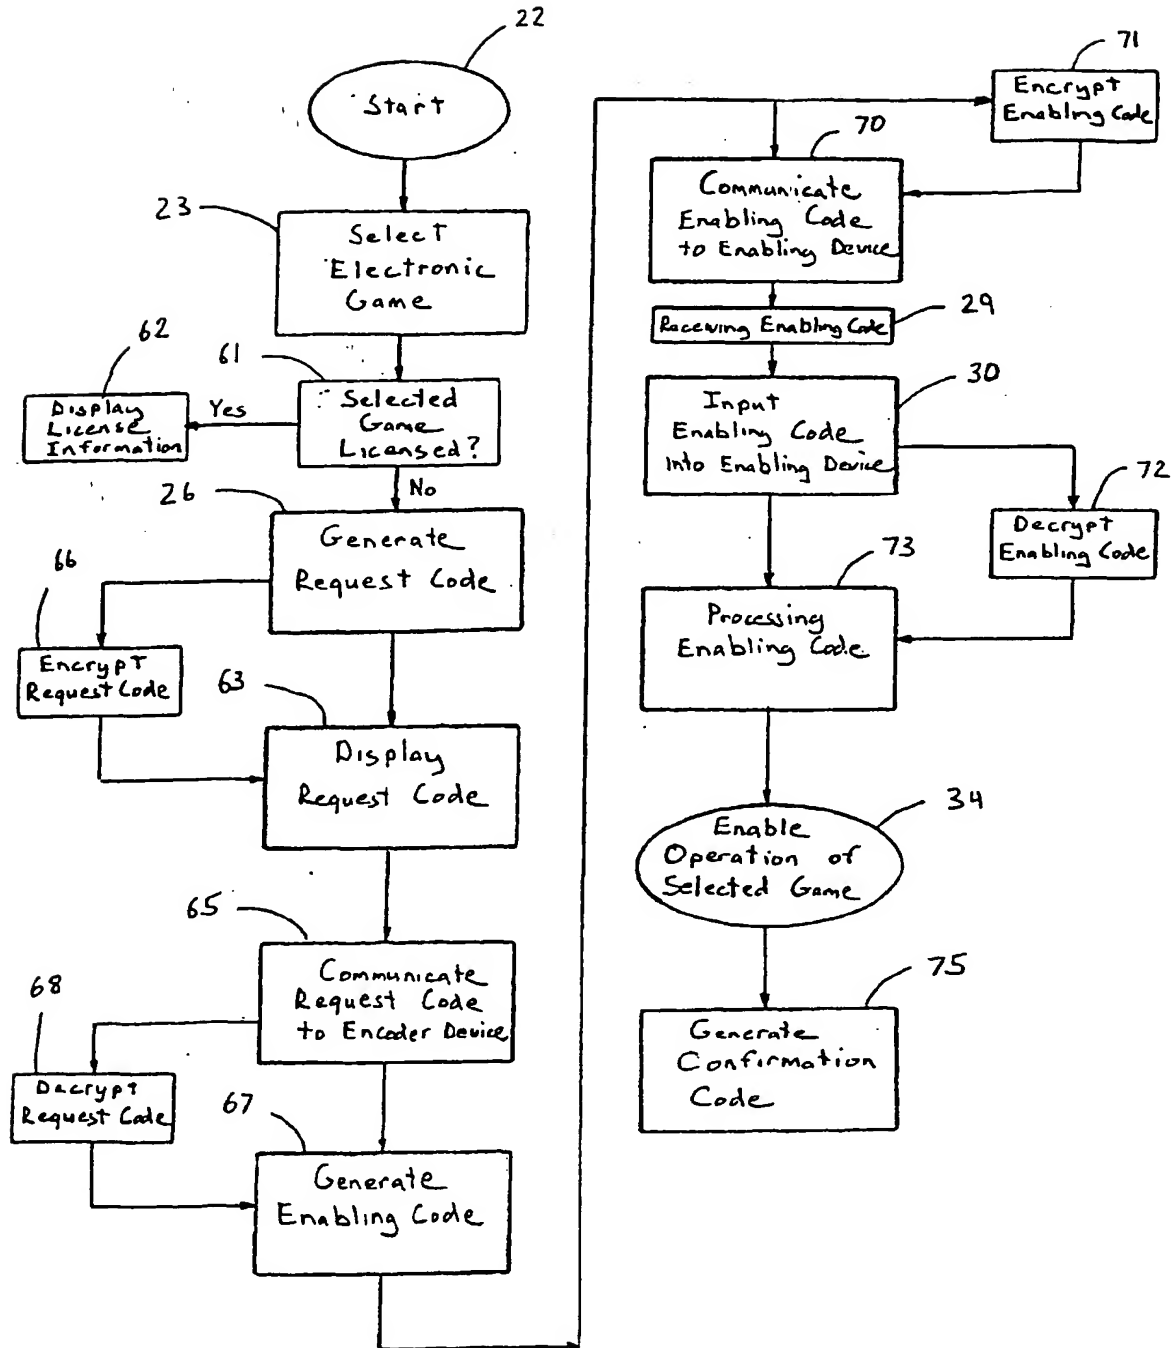 22
Start
23
Select
Electronic
Game
62
61
Display
License
Information
Yes
Selected
Game
Licensed?
No
26
Generate
Request Code
66
Encrypt
Request Code
63
Display
Request Code
65
Communicate
Request Code
to Encoder Device
68
Decrypt
Request Code
67
Generate
Enabling Code
71
Encrypt
Enabling Code
70
Communicate
Enabling Code
to Enabling Device
29
Receiving Enabling Code
30
Input
Enabling Code
into Enabling Device
72
Decrypt
Enabling Code
73
Processing
Enabling Code
34
Enable
Operation of
Selected Game
75
Generate
Confirmation
Code